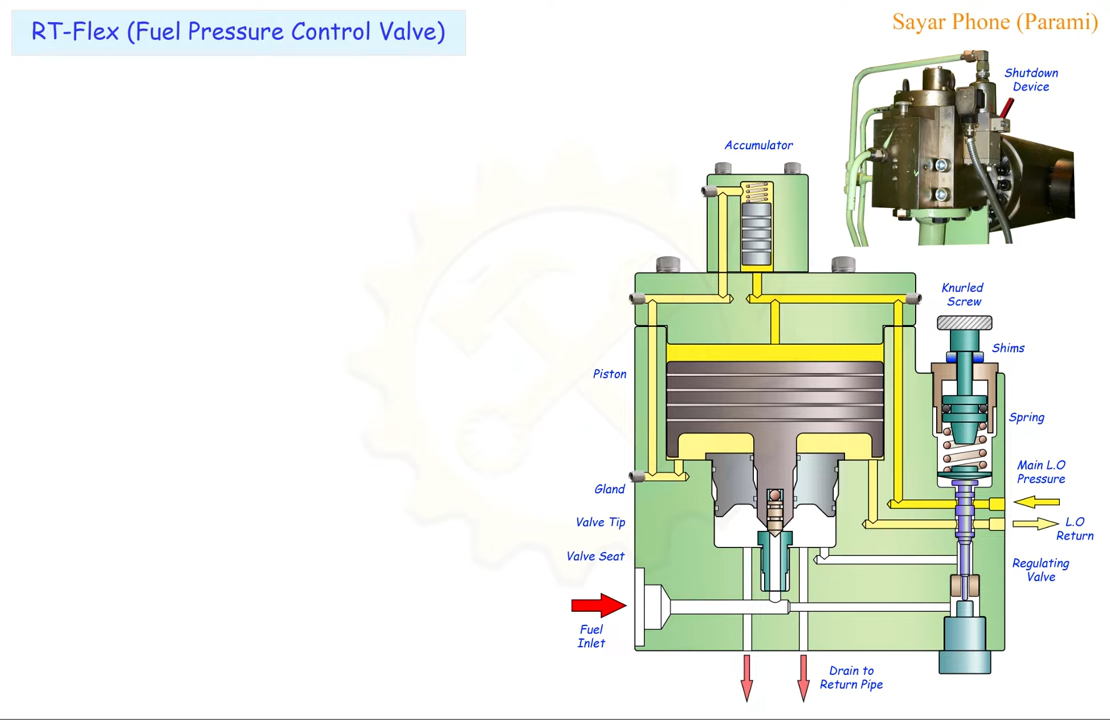 RT-Flex (Fuel Pressure Control Valve)
Sayar Phone (Parami)
Shutdown
Device
Accumulator
Knurled
Screw
Shims
Piston
Spring
Main L.O
Pressure
Gland
Valve Tip
L.O
Return
Valve Seat
Regulating
Valve
Fuel
Inlet
Drain to
Return Pipe